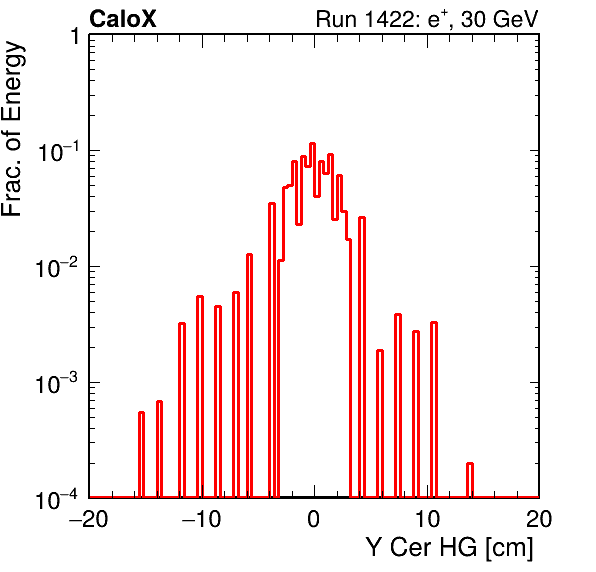 CaloX
Run 1422: e⁺, 30 GeV
Frac. of Energy
1
10⁻¹
10⁻²
10⁻³
10⁻⁴
−20
−10
0
10
20
Y Cer HG [cm]